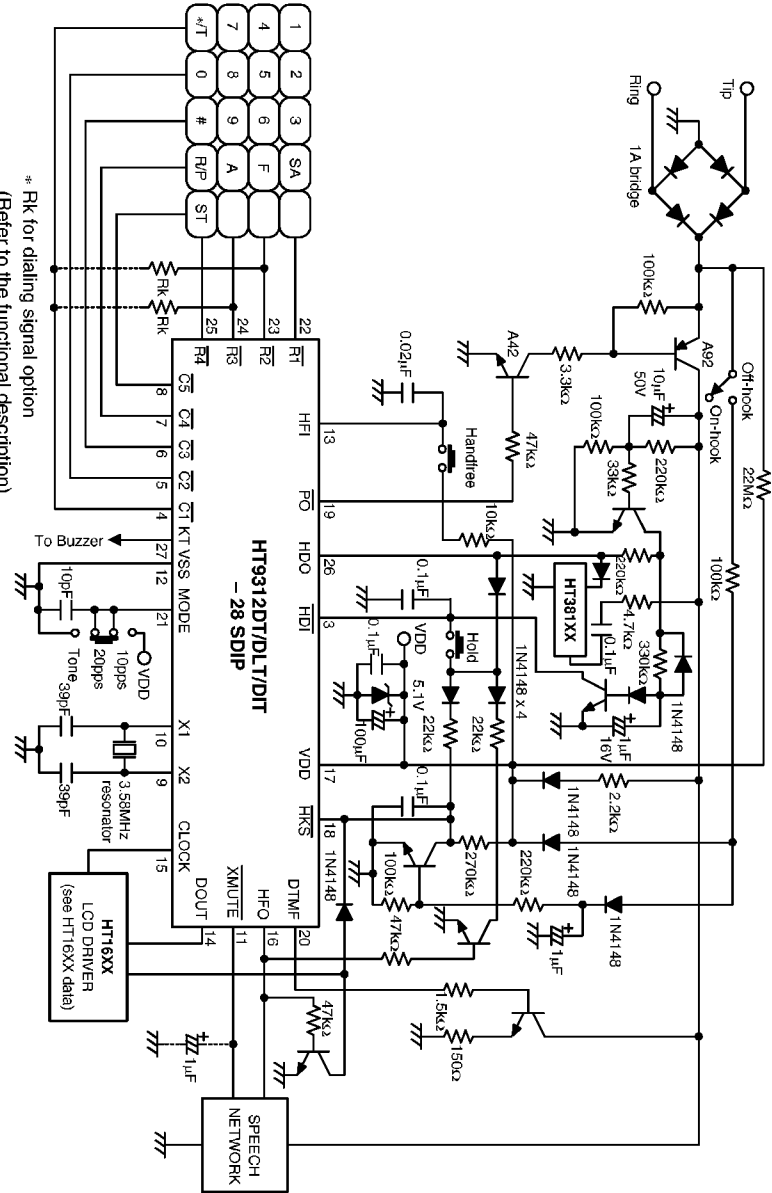 Tip
Ring
1A bridge
A92
100kΩ
Off-hook
On-hook
22MΩ
100kΩ
A42
3.3kΩ
10μF
50V
100kΩ
220kΩ
33kΩ
47kΩ
0.02μF
Handfree
10kΩ
220kΩ
HT381XX
4.7kΩ
0.1μF
330kΩ
1N4148
1μF
16V
0.1μF
Hold
1N4148 x 4
0.1μF
VDD
5.1V
100μF
22kΩ
22kΩ
0.1μF
1N4148
2.2kΩ
1N4148
270kΩ
100kΩ
220kΩ
1N4148
1μF
47kΩ
1N4148
1.5kΩ
150Ω
47kΩ
1μF
SPEECH
NETWORK
1
2
3
SA
4
5
6
F
7
8
9
A
*/T
0
#
R/P
ST
Rk
Rk
22
23
24
25
R1
R2
R3
R4
8
7
6
5
4
27
12
21
10
9
15
14
11
16
20
18
17
3
26
19
13
C5
C4
C3
C2
C1
KT
VSS
MODE
X1
X2
CLOCK
DOUT
XMUTE
HFO
DTMF
HKS
VDD
HDI
HDO
PO
HFI
HT9312DT/DLT/DIT
– 28 SDIP
To Buzzer
10pF
Tone
20pps
10pps
VDD
39pF
39pF
3.58MHz
resonator
HT16XX
LCD DRIVER
(see HT16XX data)
* Rk for dialing signal option
(Refer to the functional description)